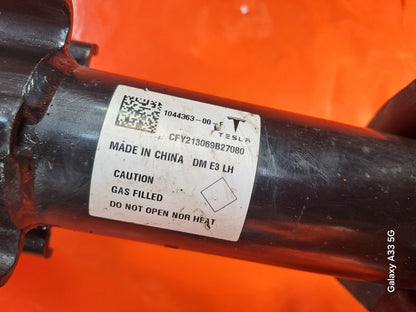 1044363-00-F
TESLA
CFY213069B27080
MADE IN CHINA DM E3 LH
CAUTION
GAS FILLED
DO NOT OPEN NOR HEAT
Galaxy A33 5G